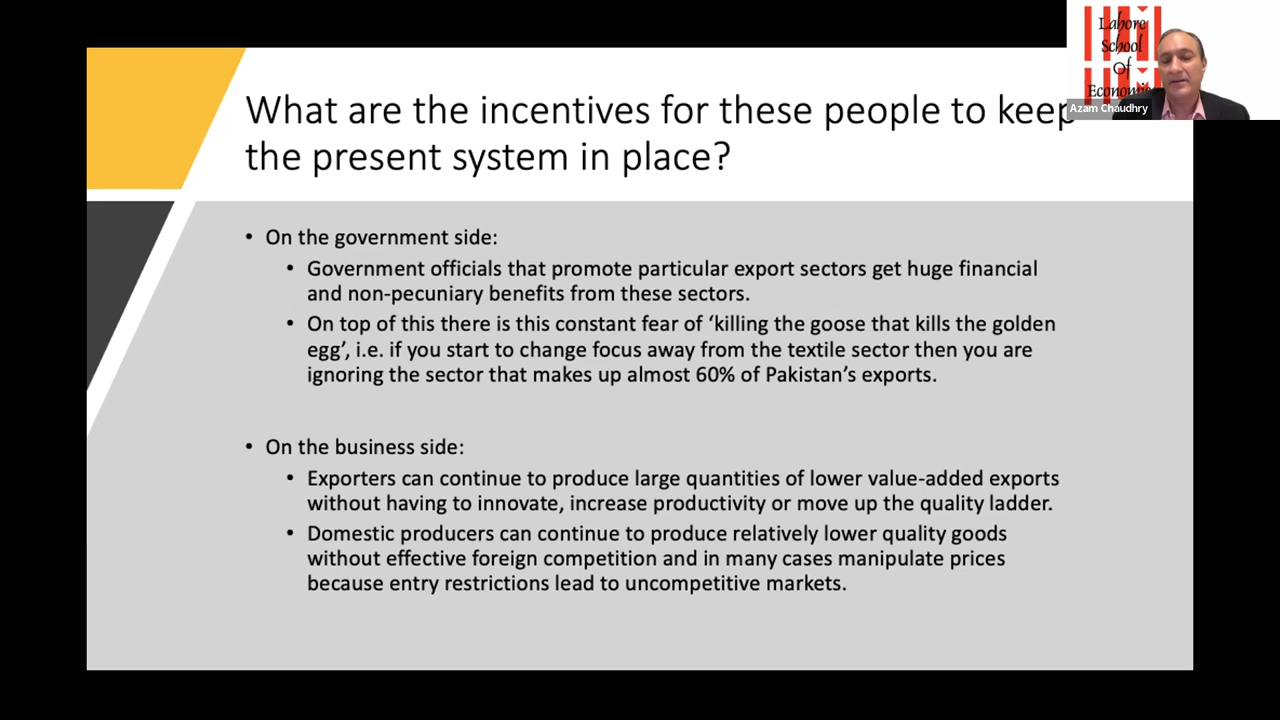 What are the incentives for these people to keep
the present system in place?
Lahore
School
Of
Azam Chaudhry
• On the government side:
• Government officials that promote particular export sectors get huge financial
and non-pecuniary benefits from these sectors.
• On top of this there is this constant fear of ‘killing the goose that kills the golden
egg’, i.e. if you start to change focus away from the textile sector then you are
ignoring the sector that makes up almost 60% of Pakistan’s exports.
• On the business side:
• Exporters can continue to produce large quantities of lower value-added exports
without having to innovate, increase productivity or move up the quality ladder.
• Domestic producers can continue to produce relatively lower quality goods
without effective foreign competition and in many cases manipulate prices
because entry restrictions lead to uncompetitive markets.